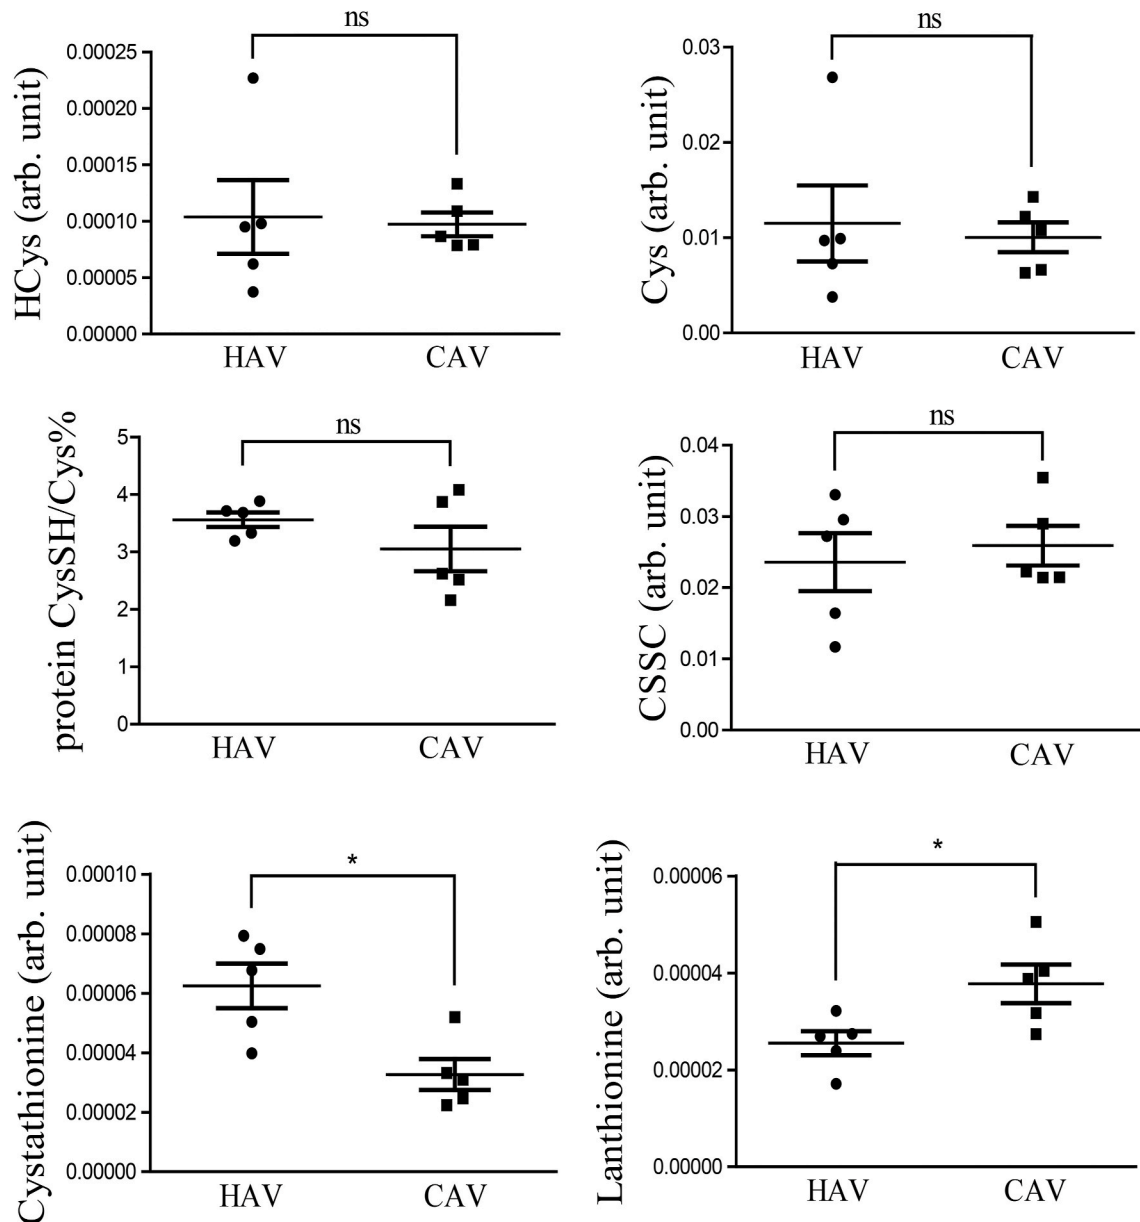 ns
HCys (arb. unit)
0.00025
0.00020
0.00015
0.00010
0.00005
0.00000
HAV CAV
ns
Cys (arb. unit)
0.03
0.02
0.01
0.00
HAV CAV
ns
protein CysSH/Cys%
5
4
3
2
1
0
HAV CAV
ns
CSSC (arb. unit)
0.04
0.03
0.02
0.01
0.00
HAV CAV
*
Cystathionine (arb. unit)
0.00010
0.00008
0.00006
0.00004
0.00002
0.00000
HAV CAV
*
Lanthionine (arb. unit)
0.00006
0.00004
0.00002
0.00000
HAV CAV